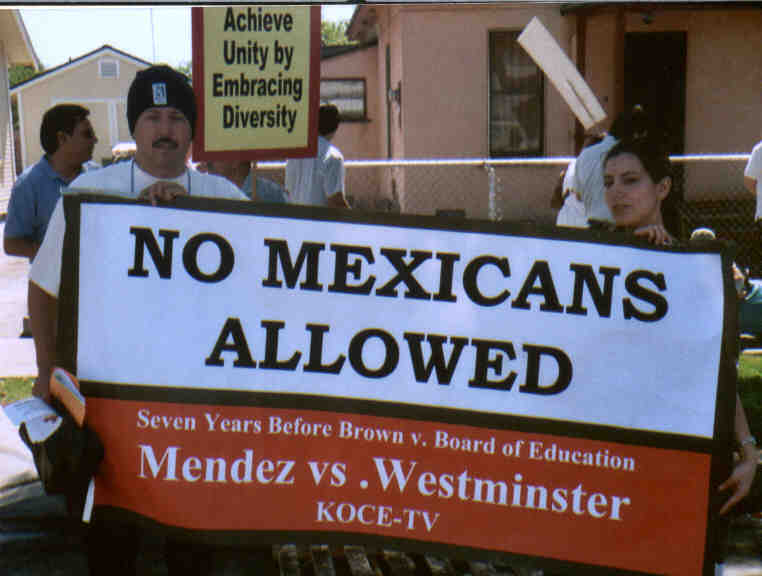 Achieve
Unity by
Embracing
Diversity
NO MEXICANS
ALLOWED
Seven Years Before Brown v. Board of Education
Mendez vs .Westminster
KOCE-TV